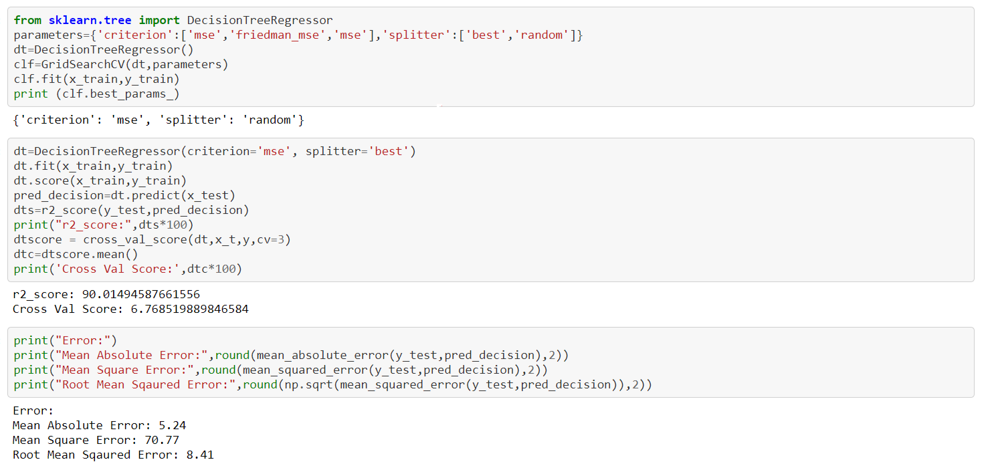 from sklearn.tree import DecisionTreeRegressor
parameters={'criterion':['mse','friedman_mse','mse'],'splitter':['best','random']}
dt=DecisionTreeRegressor()
clf=GridSearchCV(dt,parameters)
clf.fit(x_train,y_train)
print (clf.best_params_)
{'criterion': 'mse', 'splitter': 'random'}
dt=DecisionTreeRegressor(criterion='mse', splitter='best')
dt.fit(x_train,y_train)
dt.score(x_train,y_train)
pred_decision=dt.predict(x_test)
dts=r2_score(y_test,pred_decision)
print("r2_score:",dts*100)
dtscore = cross_val_score(dt,x_t,y,cv=3)
dtc=dtscore.mean()
print('Cross Val Score:',dtc*100)
r2_score: 90.01494587661556
Cross Val Score: 6.768519889846584
print("Error:")
print("Mean Absolute Error:",round(mean_absolute_error(y_test,pred_decision),2))
print("Mean Square Error:",round(mean_squared_error(y_test,pred_decision),2))
print("Root Mean Sqaured Error:",round(np.sqrt(mean_squared_error(y_test,pred_decision)),2))
Error:
Mean Absolute Error: 5.24
Mean Square Error: 70.77
Root Mean Sqaured Error: 8.41